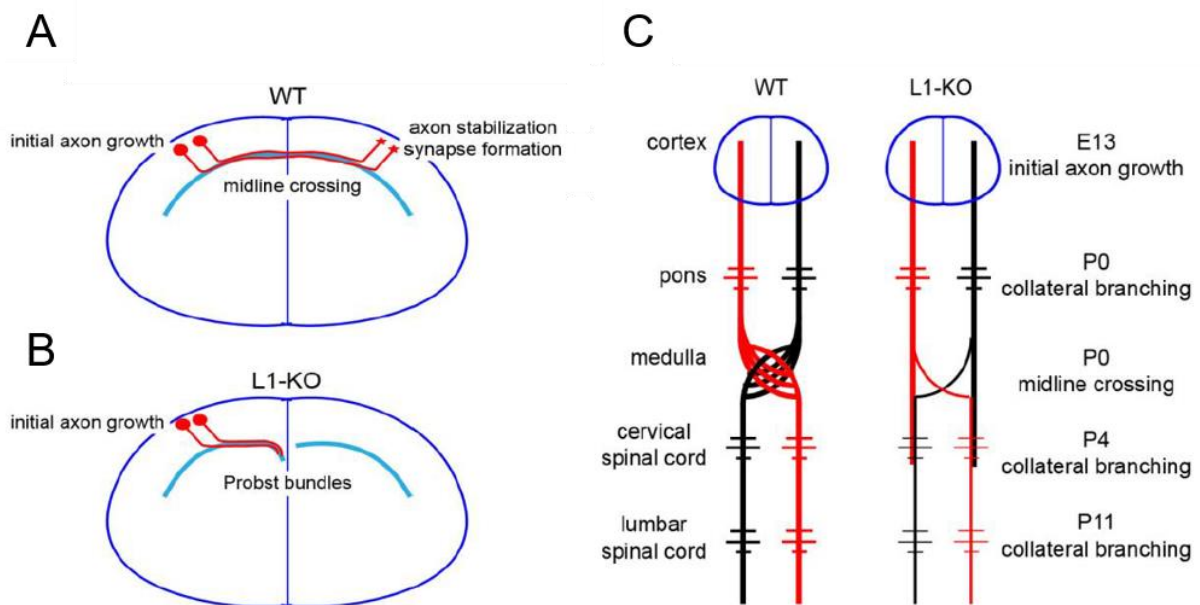 A
WT
initial axon growth
axon stabilization
synapse formation
midline crossing
B
L1-KO
initial axon growth
Probst bundles
C
WT
L1-KO
cortex
E13
initial axon growth
pons
P0
collateral branching
medulla
P0
midline crossing
cervical
spinal cord
P4
collateral branching
lumbar
spinal cord
P11
collateral branching